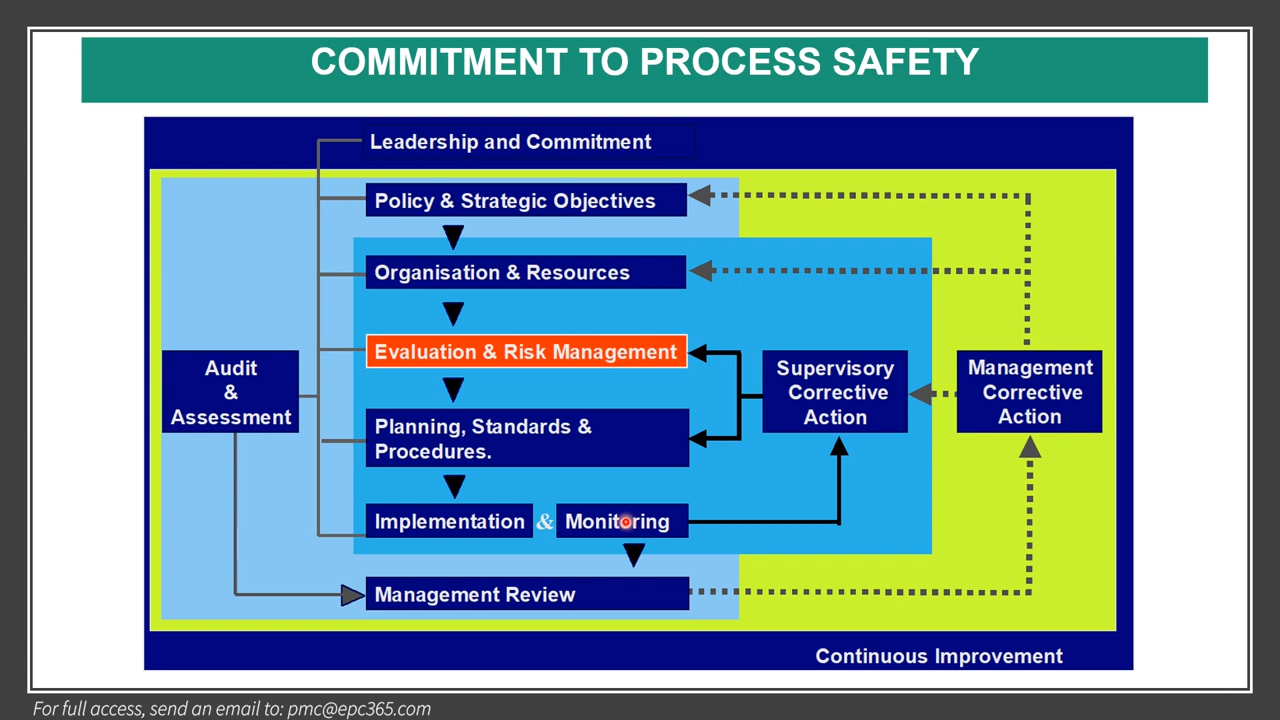 COMMITMENT TO PROCESS SAFETY
Leadership and Commitment
Policy & Strategic Objectives
Organisation & Resources
Evaluation & Risk Management
Audit
&
Assessment
Supervisory
Corrective
Action
Management
Corrective
Action
Planning, Standards &
Procedures.
Implementation & Monitoring
Management Review
Continuous Improvement
For full access, send an email to: pmc@epc365.com